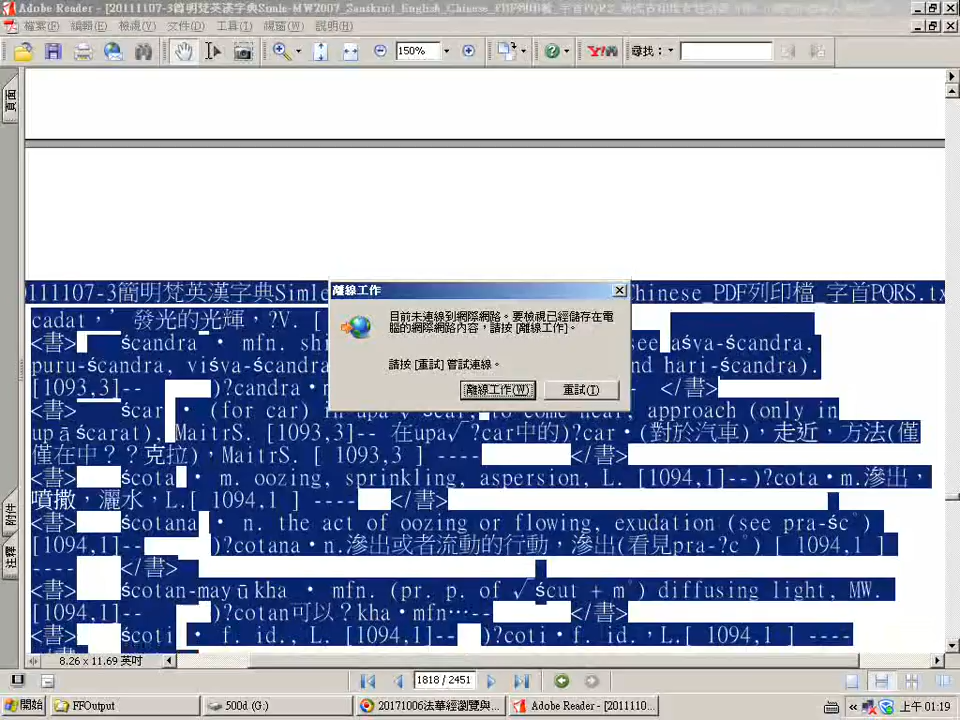 Adobe Reader - [20111107-3簡明梵英漢字典Simle-MW2007_Sanskrot_English_Chinese_PDF列印檔_字首PQRS
檔案(F) 編輯(E) 檢視(V) 文件(D) 工具(T) 視窗(W) 說明(H)
150% Y! 尋找：
頁面
111107-3簡明梵英漢字典Simle
hinese_PDF列印檔_字首PQRS.tx
離線工作
目前未連線到網際網路。要檢視已經儲存在電
腦的網際網路內容，請按 [離線工作]。
請按 [重試] 嘗試連線。
離線工作(W) 重試(I)
cadat，’ 發光的光輝，?V. [
<書> ścandra • mfn. shi see aśva-ścandra,
puru-ścandra, viśva-ścandra and hari-ścandra).
[1093,3]-- )?candra • </書>
<書> ścar • (for car) in upa-√ścar, to come near, approach (only in
upāścarat), MaitrS. [1093,3]-- 在upa√?car中的)?car•(對於汽車)，走近，方法(僅
僅在中？？克拉)，MaitrS. [ 1093,3 ] ---- </書>
<書> ścota • m. oozing, sprinkling, aspersion, L. [1094,1]-- )?cota•m.滲出，
噴撒，灑水，L.[ 1094,1 ] ---- </書>
<書> ścotana • n. the act of oozing or flowing, exudation (see pra-śc°)
[1094,1]-- )?cotana•n.滲出或者流動的行動，滲出(看見pra-?c°) [ 1094,1 ]
---- </書>
<書> ścotan-mayūkha • mfn. (pr. p. of √ścut + m°) diffusing light, MW.
[1094,1]-- )?cotan可以？kha•mfn…-- </書>
<書> ścoti • f. id., L. [1094,1]-- )?coti•f. id.，L.[ 1094,1 ] ----
附件
注釋
8.26 x 11.69 英吋
1818 / 2451
開始 FFOutput 500d (G:) 20171006法華經瀏覽與... Adobe Reader - [2011110... 上午 01:19